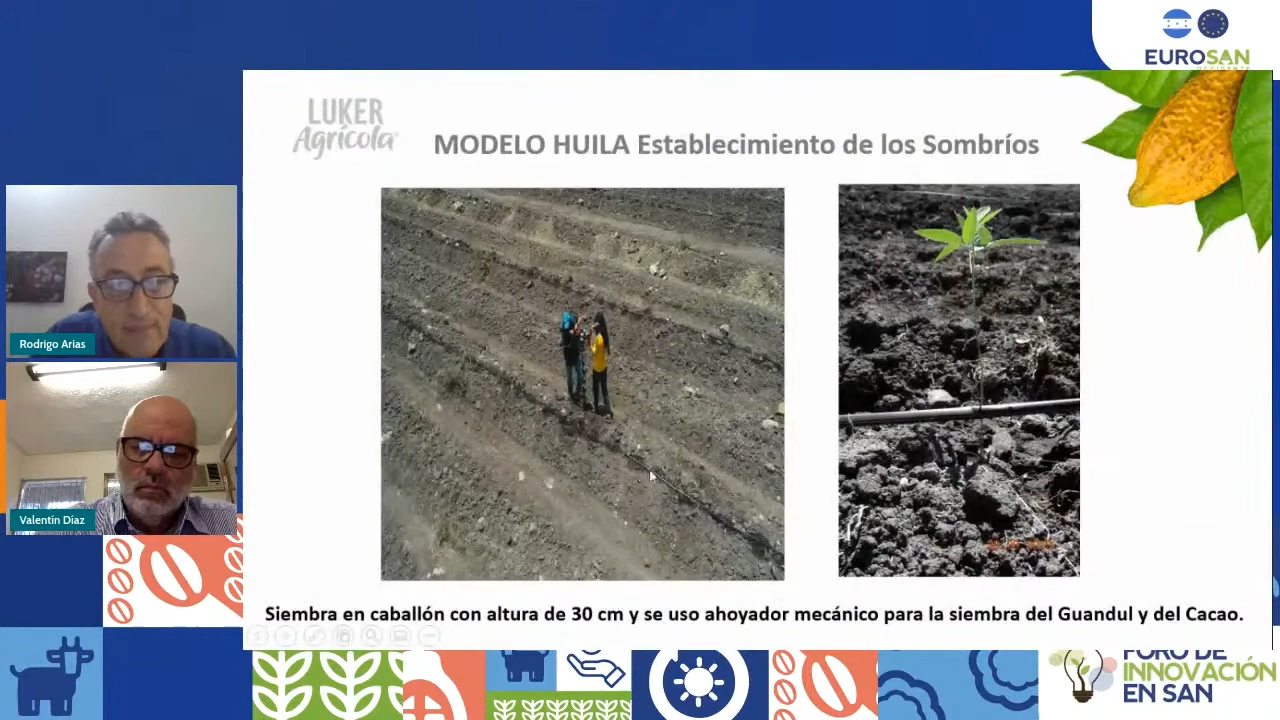 EUROSAN
OCCIDENTE
LUKER
Agrícola
MODELO HUILA Establecimiento de los Sombríos
Rodrigo Arias
Valentín Díaz
Siembra en caballón con altura de 30 cm y se uso ahoyador mecánico para la siembra del Guandul y del Cacao.
FORO DE
INNOVACIÓN
EN SAN